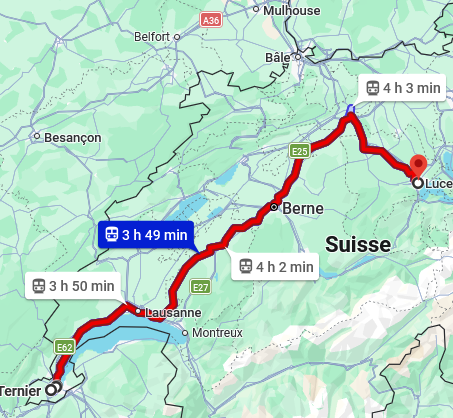 Mulhouse
A36
Belfort
Bâle
4 h 3 min
Besançon
E25
Luce
Berne
3 h 49 min
Suisse
4 h 2 min
3 h 50 min
E27
Lausanne
Montreux
E62
Ternier